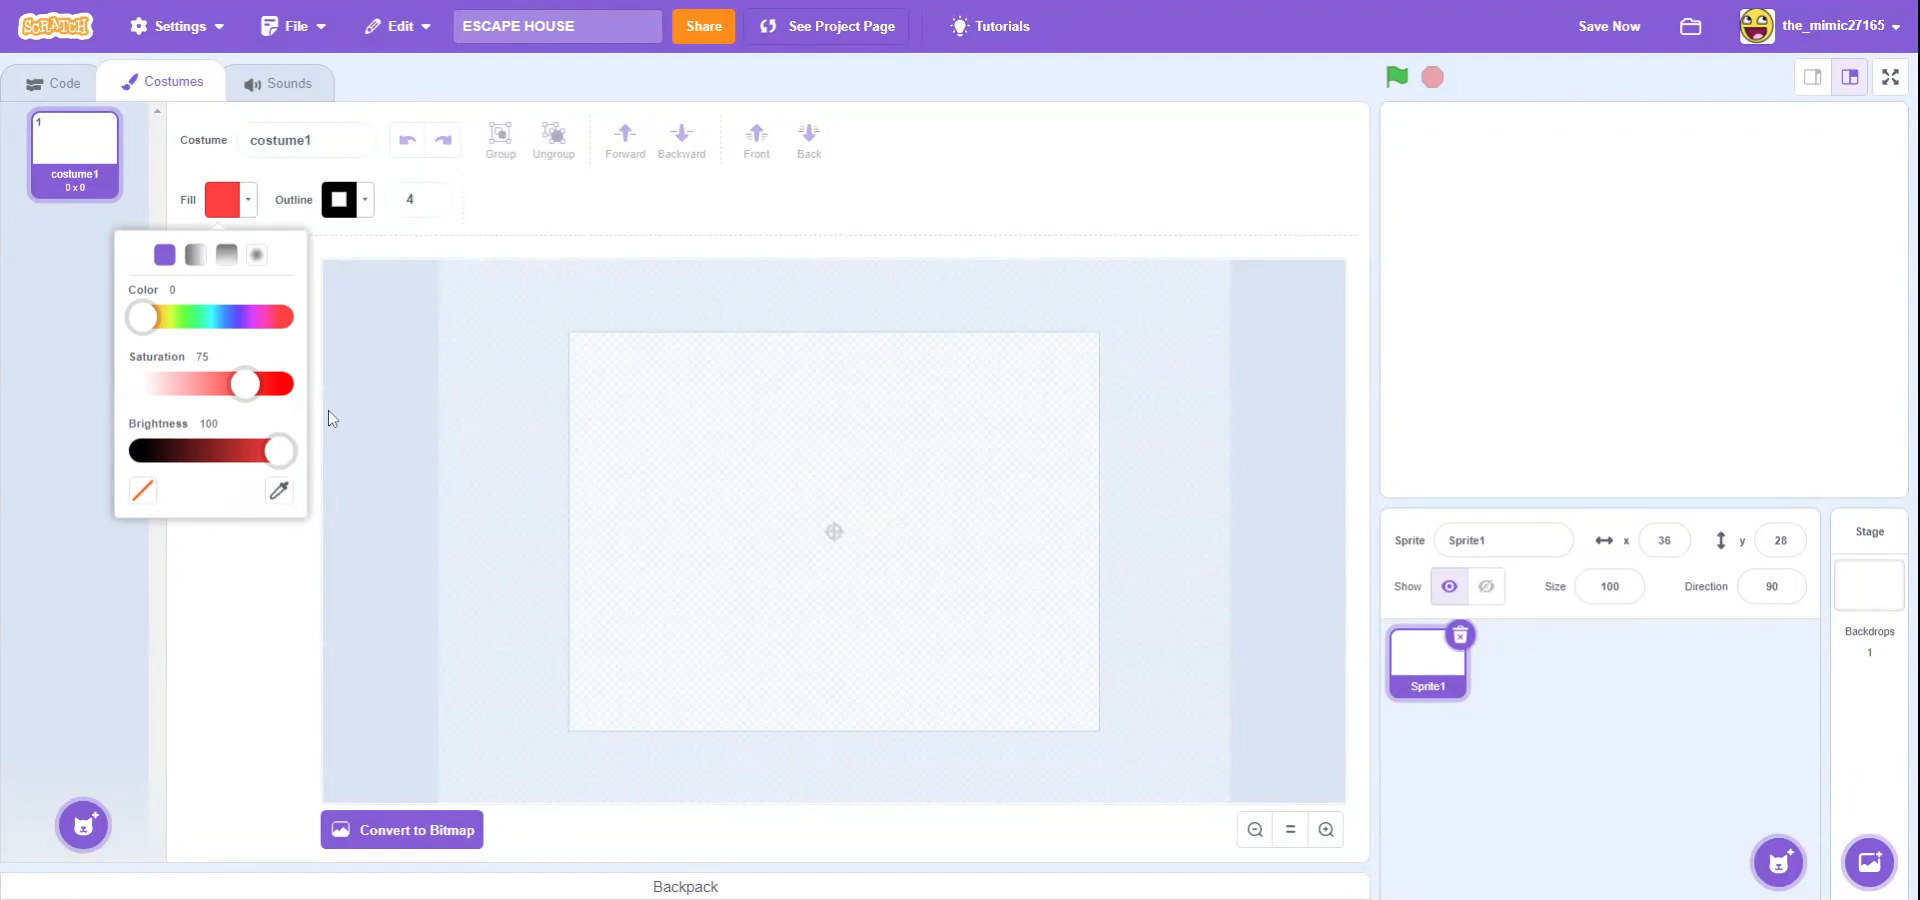 SCRATCH Settings File Edit ESCAPE HOUSE Share See Project Page Tutorials Save Now the_mimic27165
Code Costumes Sounds
1
costume1
0 x 0
Costume costume1 Group Ungroup Forward Backward Front Back
Fill Outline 4
Color 0
Saturation 75
Brightness 100
Convert to Bitmap
Backpack
Sprite Sprite1 x 36 y 28
Show Size 100 Direction 90
Sprite1
Stage
Backdrops
1